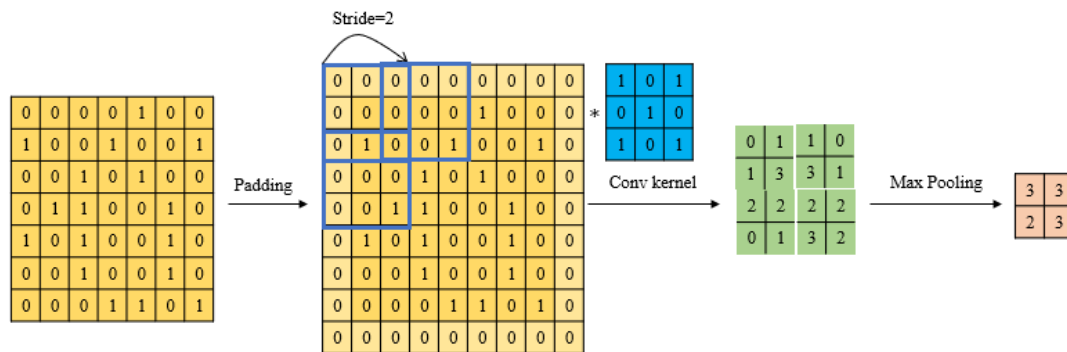 Stride=2
0 0 0 0 1 0 0
1 0 0 1 0 0 1
0 0 1 0 1 0 0
0 1 1 0 0 1 0
1 0 1 0 0 1 0
0 0 1 0 0 1 0
0 0 0 1 1 0 1
Padding
0 0 0 0 0 0 0 0 0
0 0 0 0 0 1 0 0 0
0 1 0 0 1 0 0 1 0
0 0 0 1 0 1 0 0 0
0 0 1 1 0 0 1 0 0
0 1 0 1 0 0 1 0 0
0 0 0 1 0 0 1 0 0
0 0 0 0 1 1 0 1 0
0 0 0 0 0 0 0 0 0
*
1 0 1
0 1 0
1 0 1
Conv kernel
0 1 1 0
1 3 3 1
2 2 2 2
0 1 3 2
Max Pooling
3 3
2 3